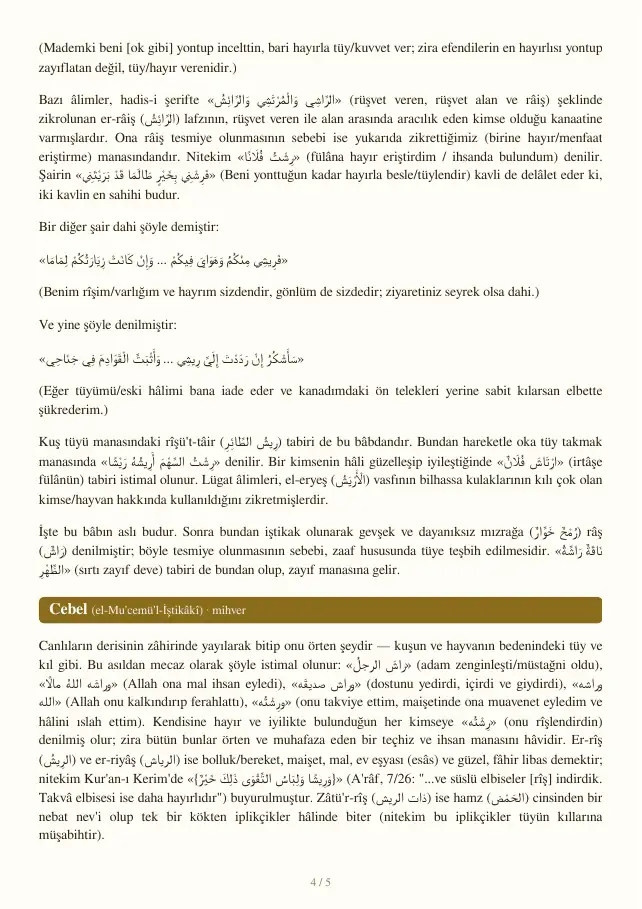 (Mademki beni [ok gibi] yontup incelttin, bari hayırla tüy/kuvvet ver; zira efendilerin en hayırlısı yontup
zayıflatan değil, tüy/hayır verenidir.)
Bazı âlimler, hadis-i şerifte «الرَّاشِي وَالْمُرْتَشِي وَالرَّائِشُ» (rüşvet veren, rüşvet alan ve râiş) şeklinde
zikrolunan er-râiş (الرَّائِشُ) lafzının, rüşvet veren ile alan arasında aracılık eden kimse olduğu kanaatine
varmışlardır. Ona râiş tesmiye olunmasının sebebi ise yukarıda zikrettiğimiz (birine hayır/menfaat
eriştirme) manasındandır. Nitekim «رِشْتُ فُلَانًا» (fülâna hayır eriştirdim / ihsanda bulundum) denilir.
Şairin «فَرِشْنِي بِخَيْرٍ طَالَمَا قَدْ بَرَيْتَنِي» (Beni yonttuğun kadar hayırla besle/tüylendir) kavli de delâlet eder ki,
iki kavlin en sahihi budur.
Bir diğer şair dahi şöyle demiştir:
«فَرِيشِي مِنْكُمُ وَهَوَايَ فِيكُمْ ... وَإِنْ كَانَتْ زِيَارَتُكُمْ لِمَامَا»
(Benim rîşim/varlığım ve hayrım sizdendir, gönlüm de sizdedir; ziyaretiniz seyrek olsa dahi.)
Ve yine şöyle denilmiştir:
«سَأَشْكُرُ إِنْ رَدَدْتَ إِلَيَّ رِيشِي ... وَأَثْبَتَّ الْقَوَادِمَ فِي جَنَاحِي»
(Eğer tüyümü/eski hâlimi bana iade eder ve kanadımdaki ön telekleri yerine sabit kılarsan elbette
şükrederim.)
Kuş tüyü manasındaki rîşü't-tâir (رِيشُ الطَّائِرِ) tabiri de bu bâbdandır. Bundan hareketle oka tüy takmak
manasında «رِشْتُ السَّهْمَ أَرِيشُهُ رَيْشًا» denilir. Bir kimsenin hâli güzelleşip iyileştiğinde «ارْتَاشَ فُلَانٌ» (irtâşe
fülânün) tabiri istimal olunur. Lügat âlimleri, el-eryeş (الْأَرْيَشُ) vasfının bilhassa kulaklarının kılı çok olan
kimse/hayvan hakkında kullanıldığını zikretmişlerdir.
İşte bu bâbın aslı budur. Sonra bundan iştikak olunarak gevşek ve dayanıksız mızrağa (رُمْحٌ خَوَّارٌ) râş
(رَاشٌ) denilmiştir; böyle tesmiye olunmasının sebebi, zaaf hususunda tüye teşbih edilmesidir. «نَاقَةٌ رَاشَةُ
الظَّهْرِ» (sırtı zayıf deve) tabiri de bundan olup, zayıf manasına gelir.
Cebel (el-Mu'cemü'l-İştikâkî) · mihver
Canlıların derisinin zâhirinde yayılarak bitip onu örten şeydir — kuşun ve hayvanın bedenindeki tüy ve
kıl gibi. Bu asıldan mecaz olarak şöyle istimal olunur: «راش الرجلُ» (adam zenginleşti/müstağni oldu),
«وراشه اللهُ مالًا» (Allah ona mal ihsan eyledi), «وراش صديقَه» (dostunu yedirdi, içirdi ve giydirdi), «وراشه
الله» (Allah onu kalkındırıp ferahlattı), «ورِشْتُه» (onu takviye ettim, maişetinde ona muavenet eyledim ve
hâlini ıslah ettim). Kendisine hayır ve iyilikte bulunduğun her kimseye «رِشْتُه» (onu rîşlendirdin)
denilmiş olur; zira bütün bunlar örten ve muhafaza eden bir teçhiz ve ihsan manasını hâvidir. Er-rîş
(الرِيشُ) ve er-riyâş (الرياش) ise bolluk/bereket, maişet, mal, ev eşyası (esâs) ve güzel, fâhir libas demektir;
nitekim Kur'an-ı Kerim'de «{وَرِيشًا وَلِبَاسُ التَّقْوَى ذَلِكَ خَيْرٌ}» (A'râf, 7/26: "...ve süslü elbiseler [rîş] indirdik.
Takvâ elbisesi ise daha hayırlıdır") buyurulmuştur. Zâtü'r-rîş (ذات الريش) ise hamz (الحَمْض) cinsinden bir
nebat nev'i olup tek bir kökten iplikçikler hâlinde biter (nitekim bu iplikçikler tüyün kıllarına
müşabihtir).
4 / 5